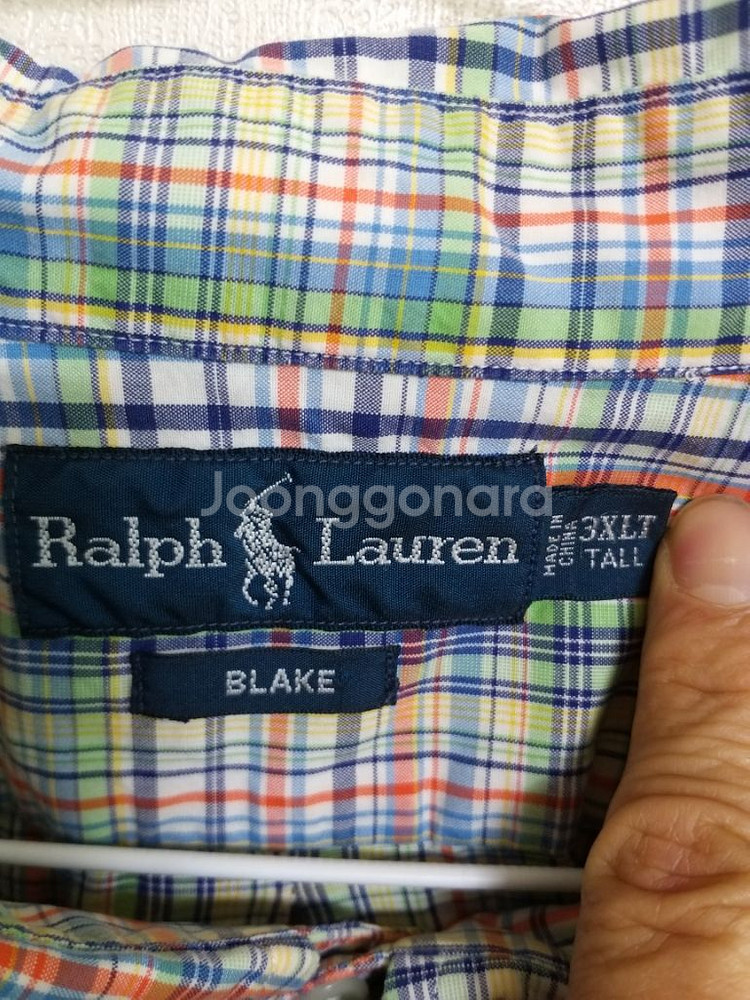 Joonggonara
Ralph Lauren
MADE IN
CHINA
3XLT
TALL
BLAKE